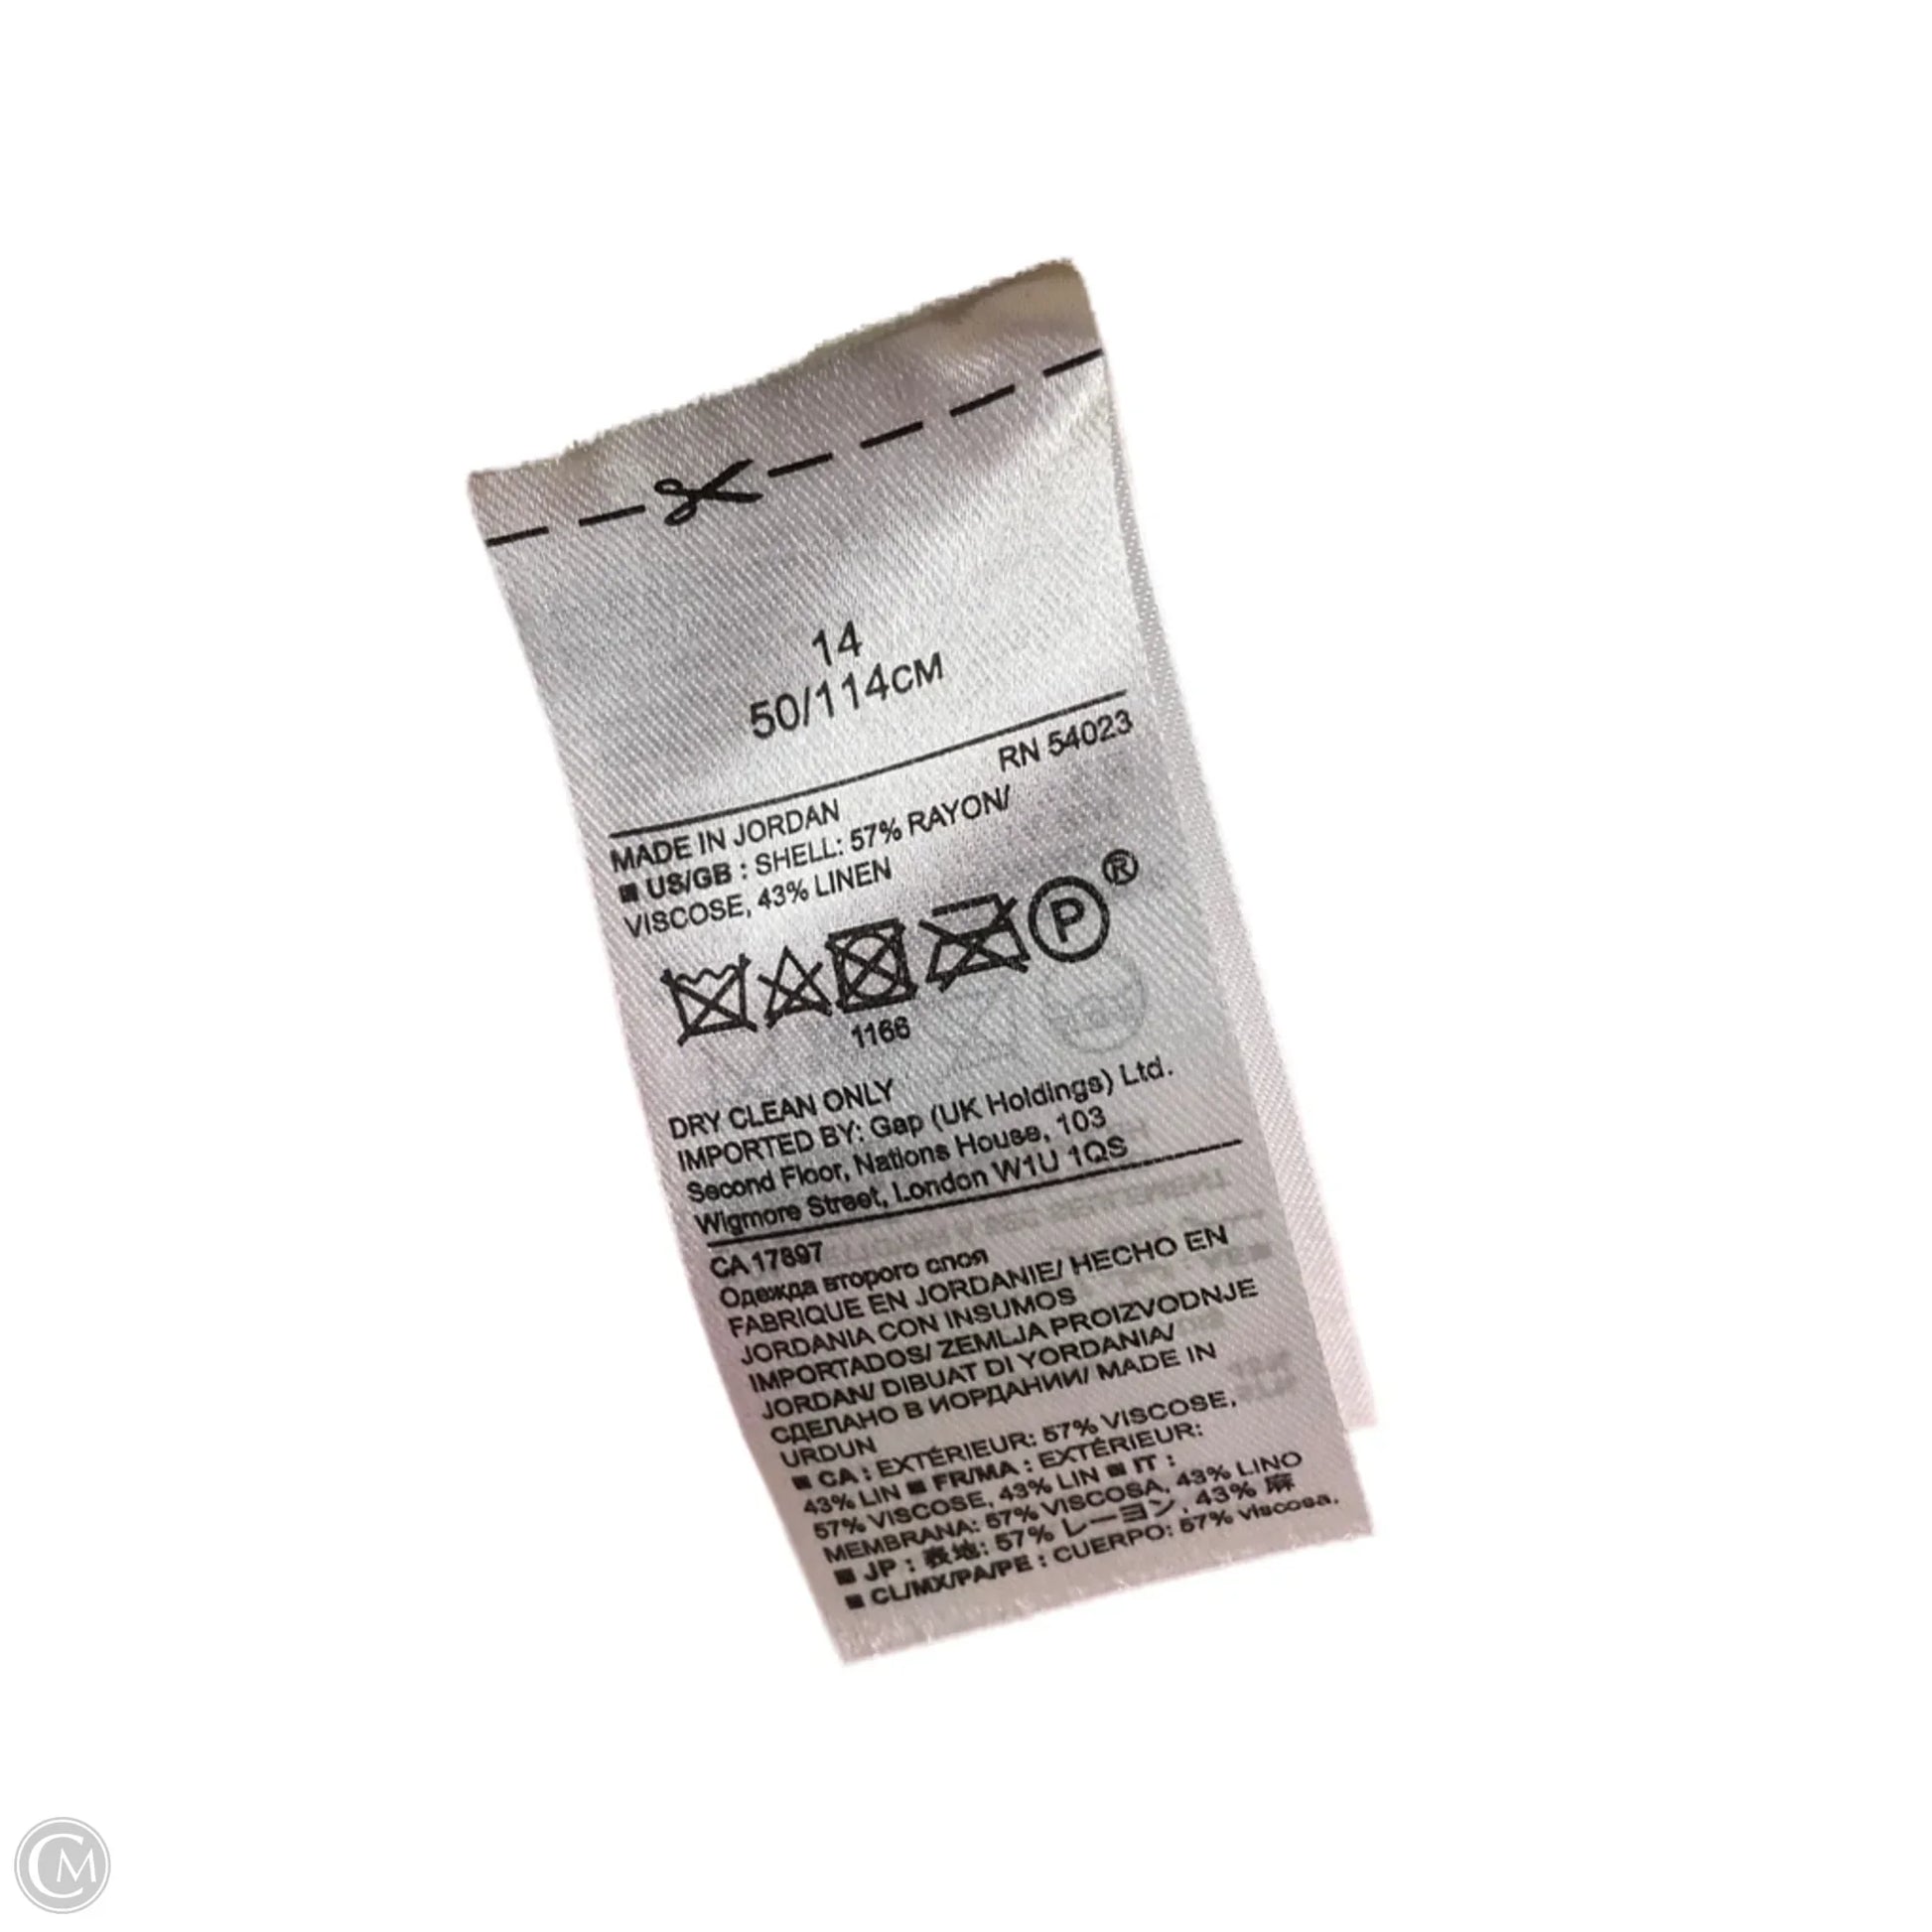 14
50/114CM
RN 54023
MADE IN JORDAN
■ US/GB : SHELL: 57% RAYON/
VISCOSE, 43% LINEN
P®
1166
DRY CLEAN ONLY
IMPORTED BY: Gap (UK Holdings) Ltd.
Second Floor, Nations House, 103
Wigmore Street, London W1U 1QS
CA 17897
Одежда второго слоя
FABRIQUE EN JORDANIE/ HECHO EN
JORDANIA CON INSUMOS
IMPORTADOS/ ZEMLJA PROIZVODNJE
JORDAN/ DIBUAT DI YORDANIA/
СДЕЛАНО В ИОРДАНИИ/ MADE IN
URDUN
■ CA : EXTÉRIEUR: 57% VISCOSE,
43% LIN ■ FR/MA : EXTÉRIEUR:
57% VISCOSE, 43% LIN ■ IT :
MEMBRANA: 57% VISCOSA, 43% LINO
■ JP : 表地: 57% レーヨン, 43% 麻
■ CL/MX/PA/PE : CUERPO: 57% viscosa,
CM